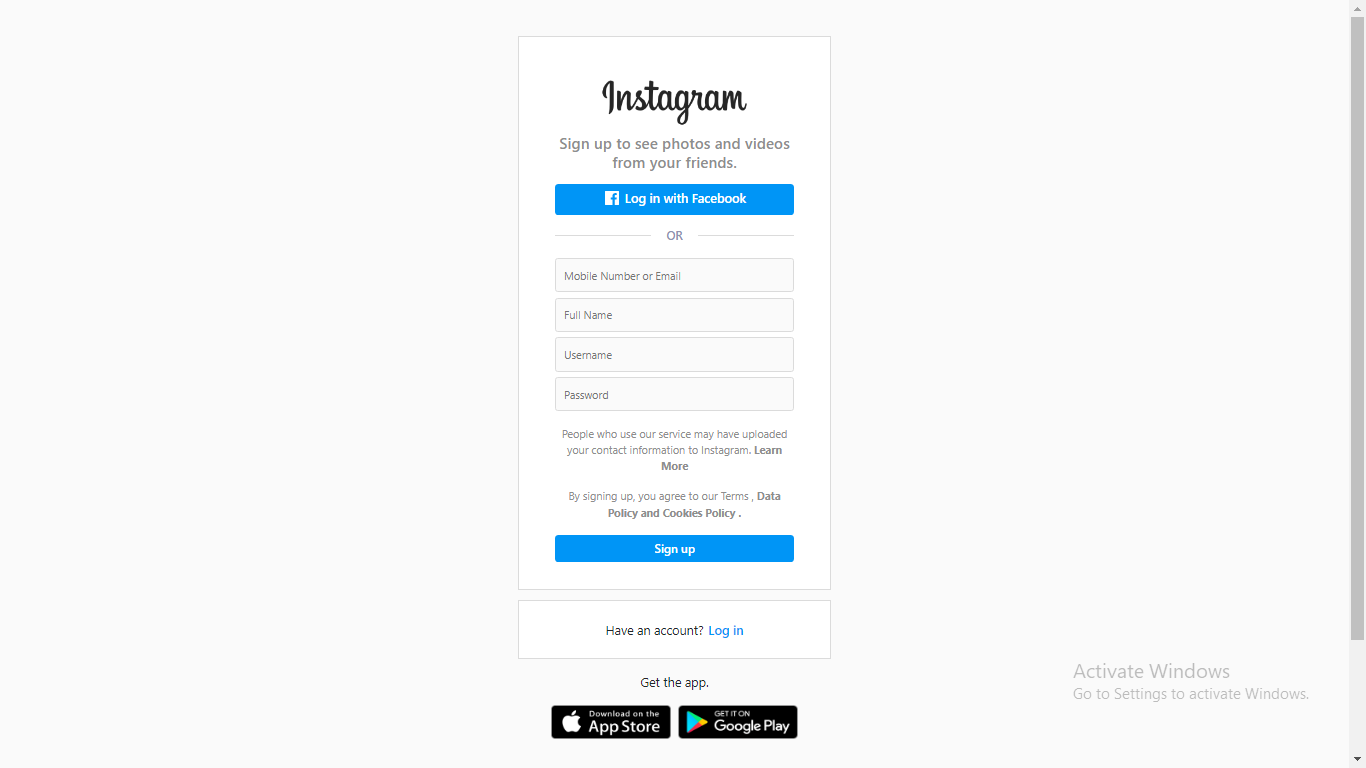 Instagram
Sign up to see photos and videos
from your friends.
Log in with Facebook
OR
Mobile Number or Email
Full Name
Username
Password
People who use our service may have uploaded
your contact information to Instagram. Learn
More
By signing up, you agree to our Terms , Data
Policy and Cookies Policy .
Sign up
Have an account? Log in
Get the app.
Download on the
App Store
GET IT ON
Google Play
Activate Windows
Go to Settings to activate Windows.